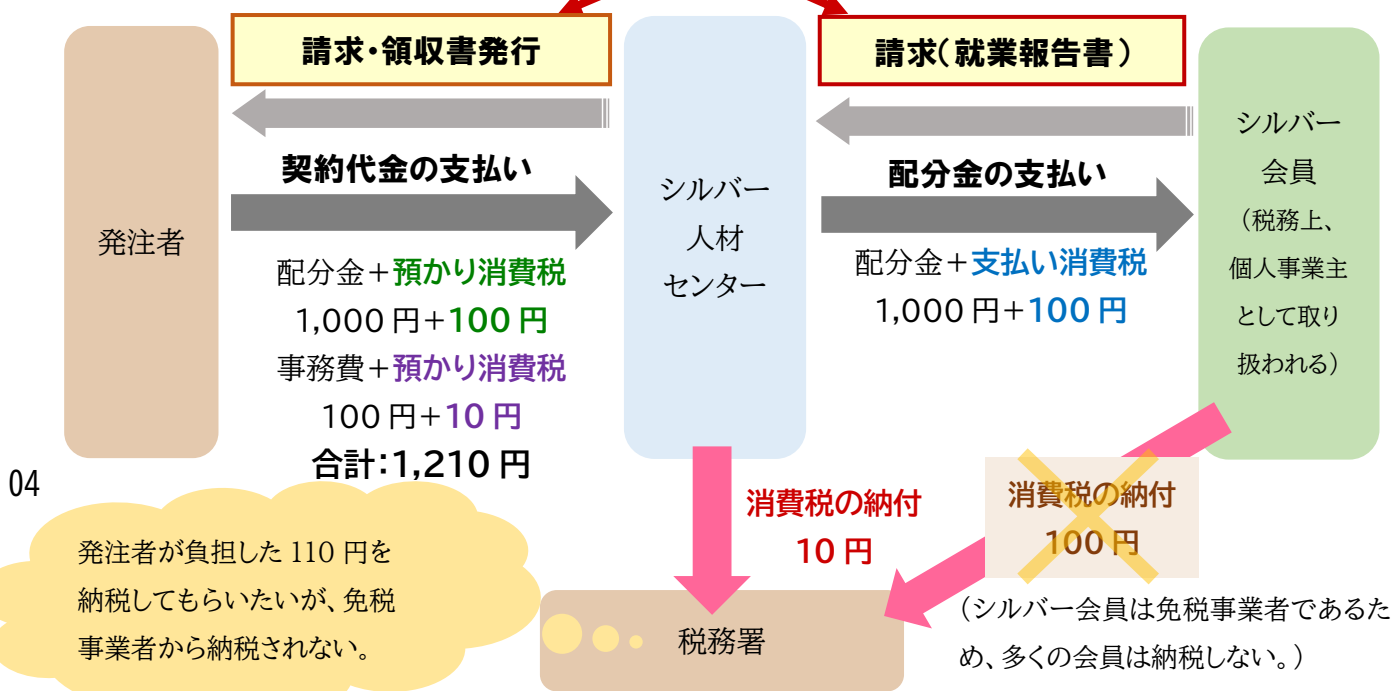 請求・領収書発行
請求（就業報告書）
発注者
契約代金の支払い
配分金＋預かり消費税
1,000円＋100円
事務費＋預かり消費税
100円＋10円
合計：1,210円
シルバー
人材
センター
配分金の支払い
配分金＋支払い消費税
1,000円＋100円
シルバー
会員
（税務上、
個人事業主
として取り
扱われる）
04
消費税の納付
10円
消費税の納付
100円
発注者が負担した110円を
納税してもらいたいが、免税
事業者から納税されない。
税務署
（シルバー会員は免税事業者であるた
め、多くの会員は納税しない。）